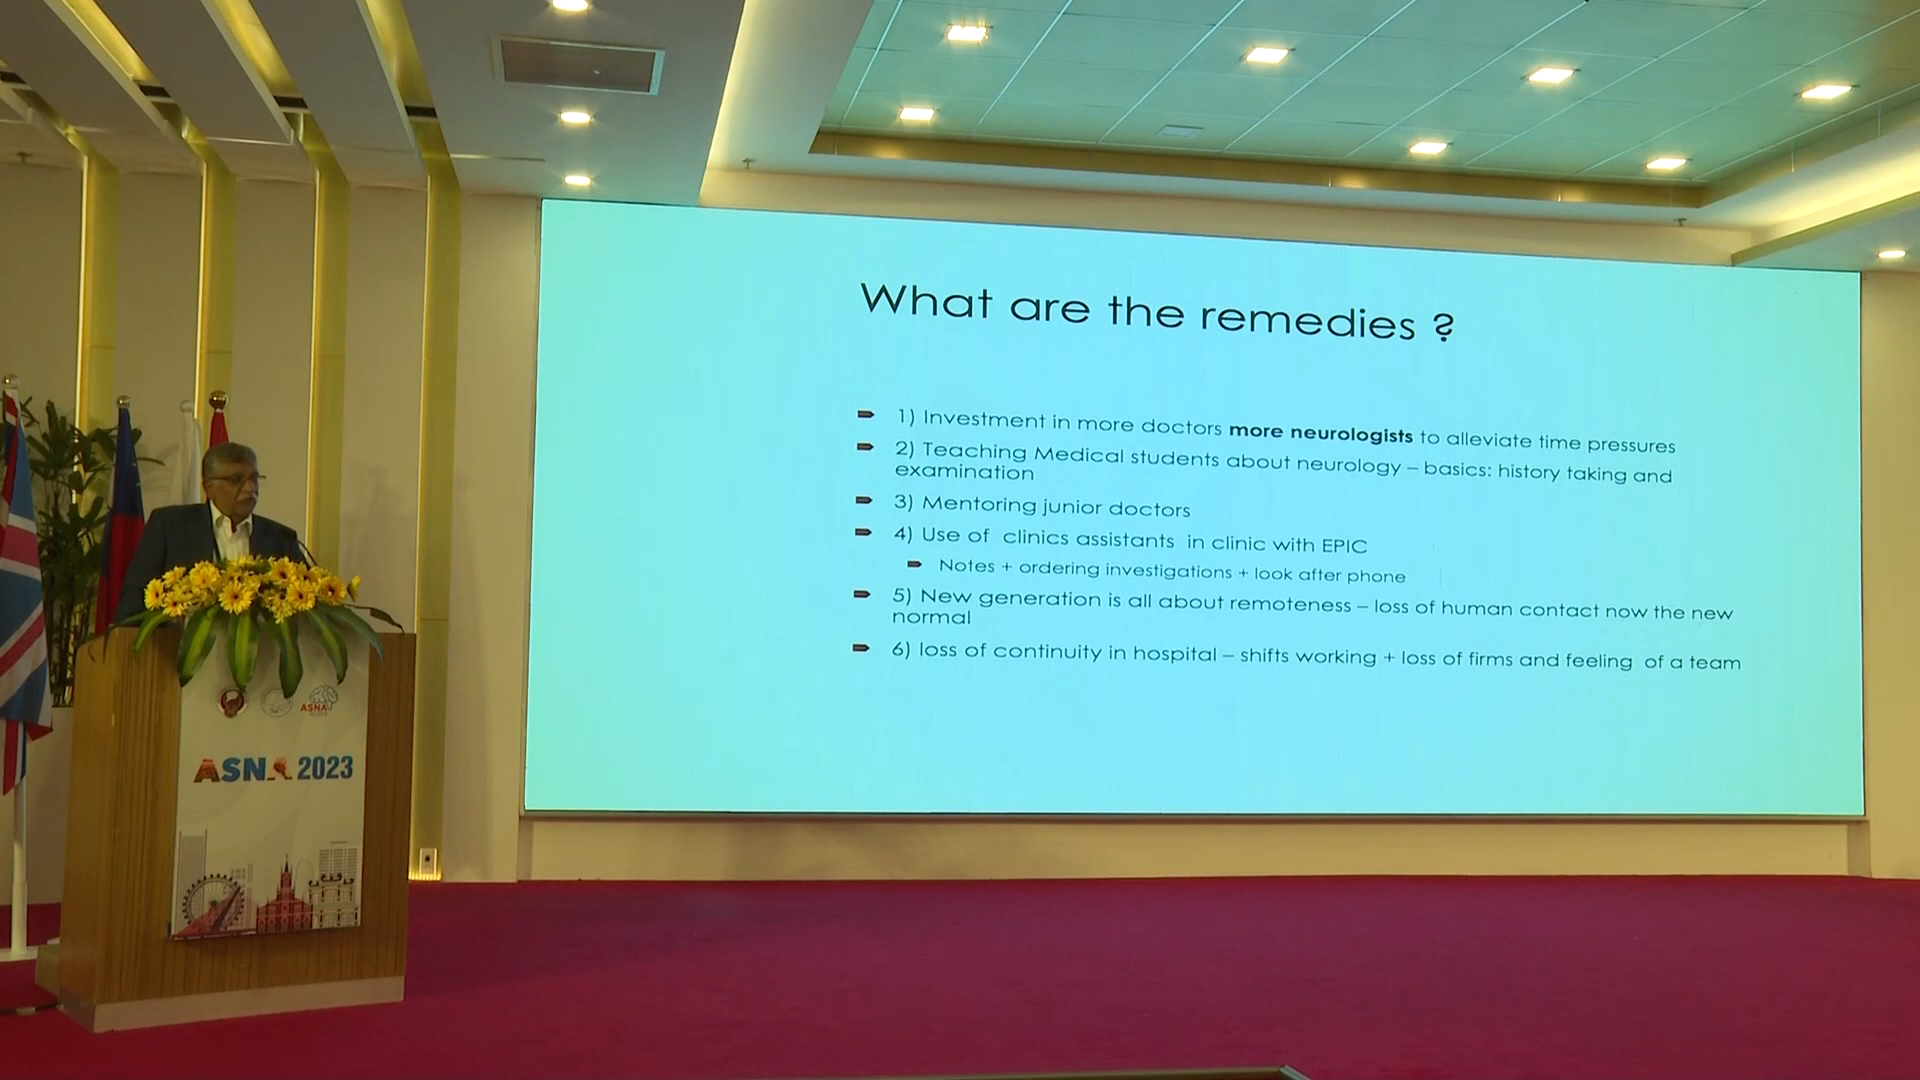 What are the remedies ?
1) Investment in more doctors more neurologists to alleviate time pressures
2) Teaching Medical students about neurology – basics: history taking and
examination
3) Mentoring junior doctors
4) Use of clinics assistants in clinic with EPIC
Notes + ordering investigations + look after phone
5) New generation is all about remoteness – loss of human contact now the new
normal
6) loss of continuity in hospital – shifts working + loss of firms and feeling of a team
ASNA
ASNA 2023